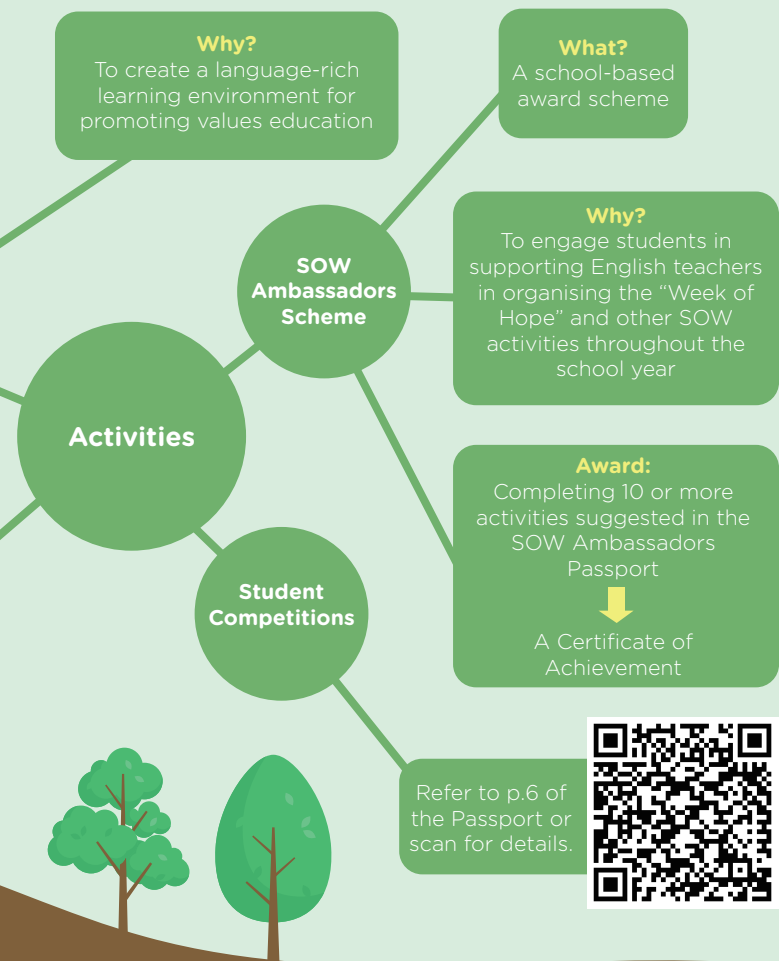 Why?
To create a language-rich
learning environment for
promoting values education
What?
A school-based
award scheme
SOW
Ambassadors
Scheme
Why?
To engage students in
supporting English teachers
in organising the “Week of
Hope” and other SOW
activities throughout the
school year
Activities
Award:
Completing 10 or more
activities suggested in the
SOW Ambassadors
Passport
A Certificate of
Achievement
Student
Competitions
Refer to p.6 of
the Passport or
scan for details.